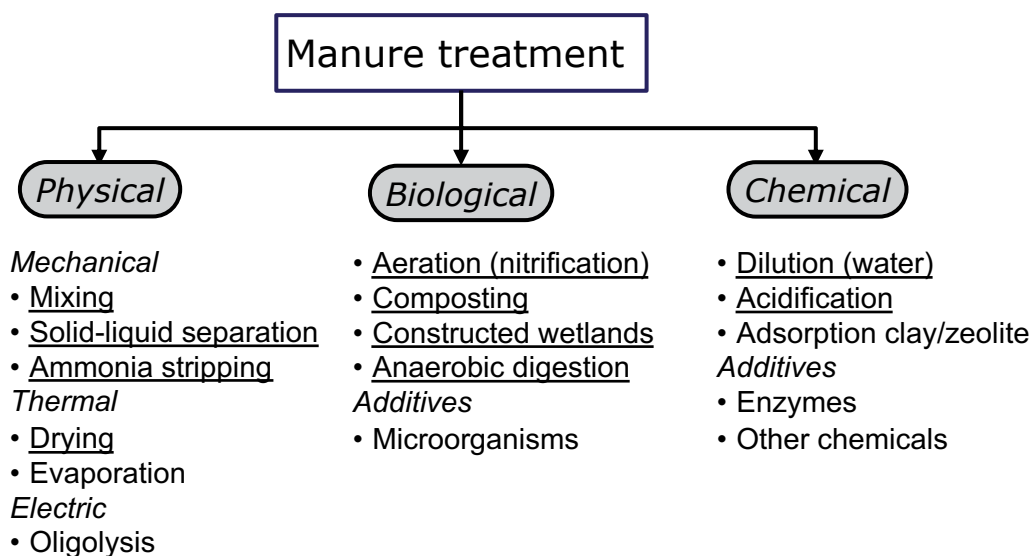 Manure treatment
Physical
Biological
Chemical
Mechanical
• Mixing
• Solid-liquid separation
• Ammonia stripping
Thermal
• Drying
• Evaporation
Electric
• Oligolysis
• Aeration (nitrification)
• Composting
• Constructed wetlands
• Anaerobic digestion
Additives
• Microorganisms
• Dilution (water)
• Acidification
• Adsorption clay/zeolite
Additives
• Enzymes
• Other chemicals